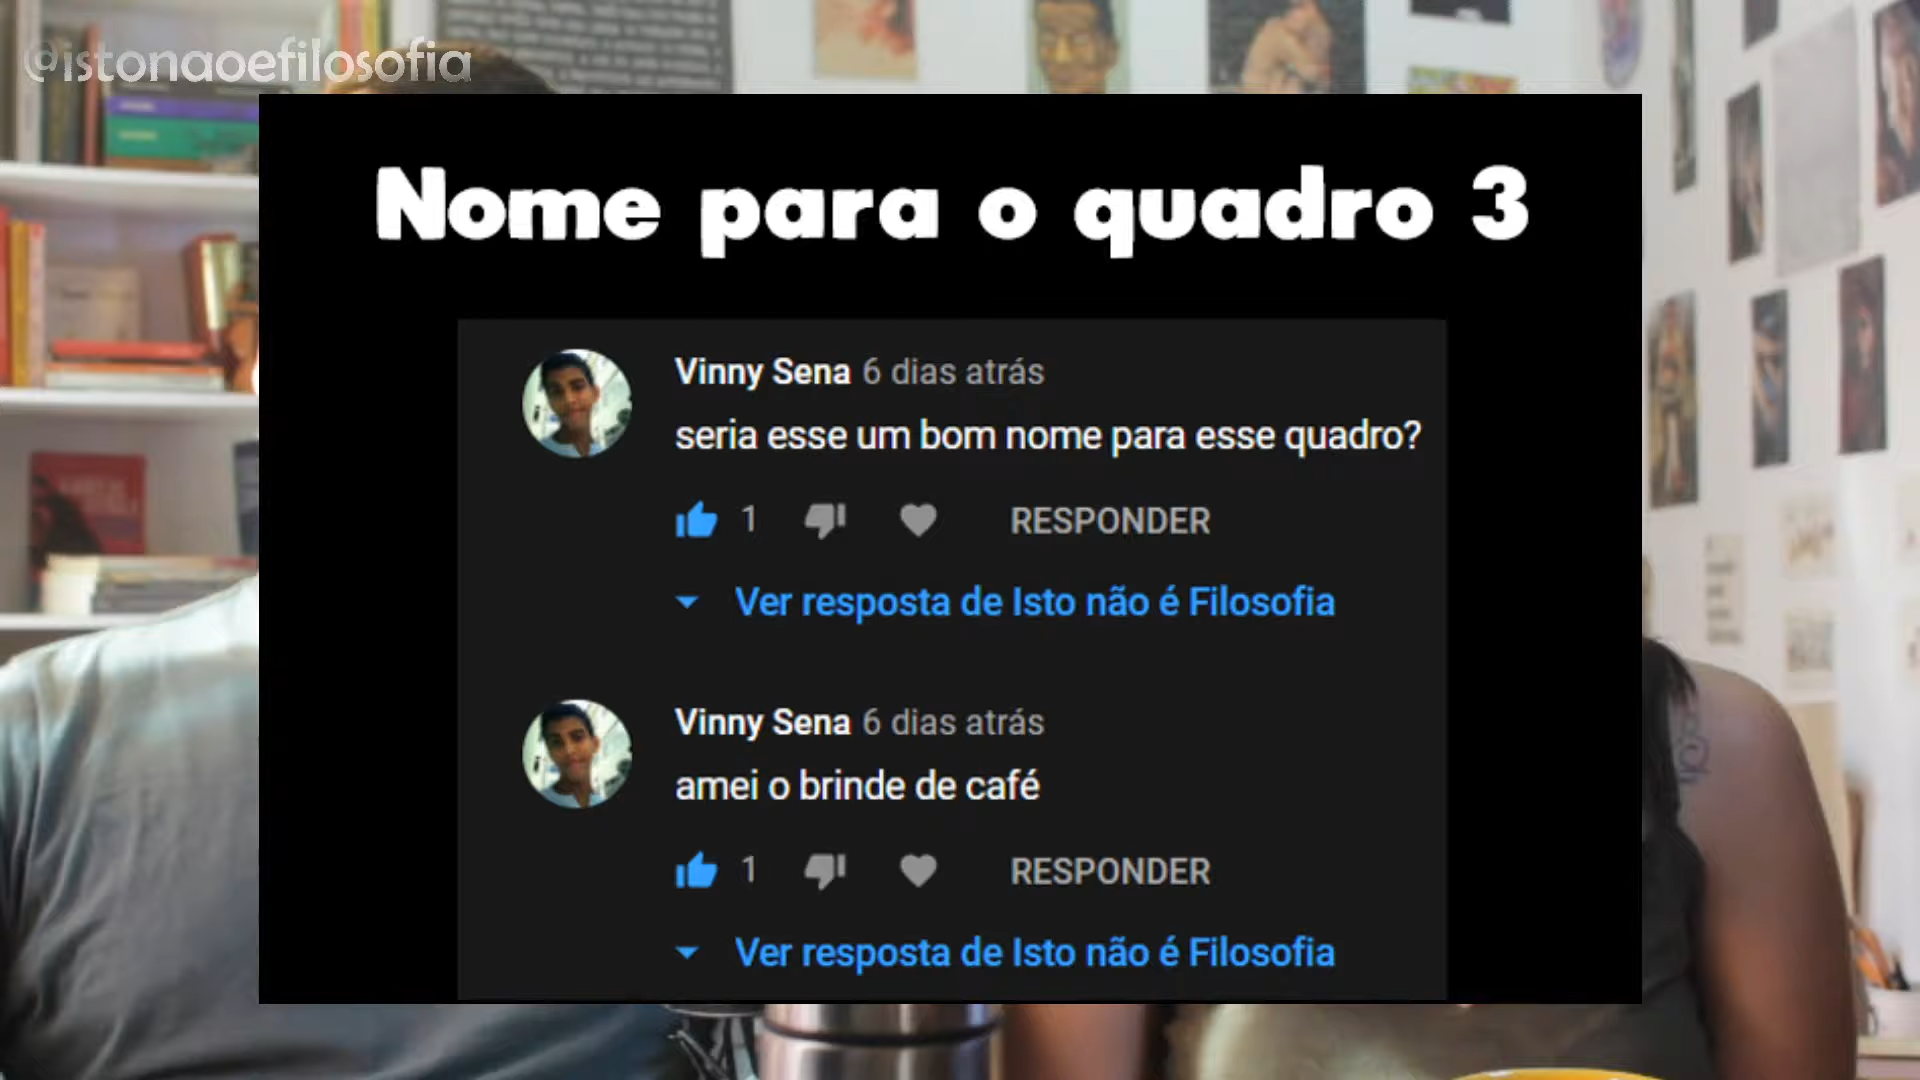 @istonaoefilosofia
Nome para o quadro 3
Vinny Sena 6 dias atrás
seria esse um bom nome para esse quadro?
1 RESPONDER
Ver resposta de Isto não é Filosofia
Vinny Sena 6 dias atrás
amei o brinde de café
1 RESPONDER
Ver resposta de Isto não é Filosofia